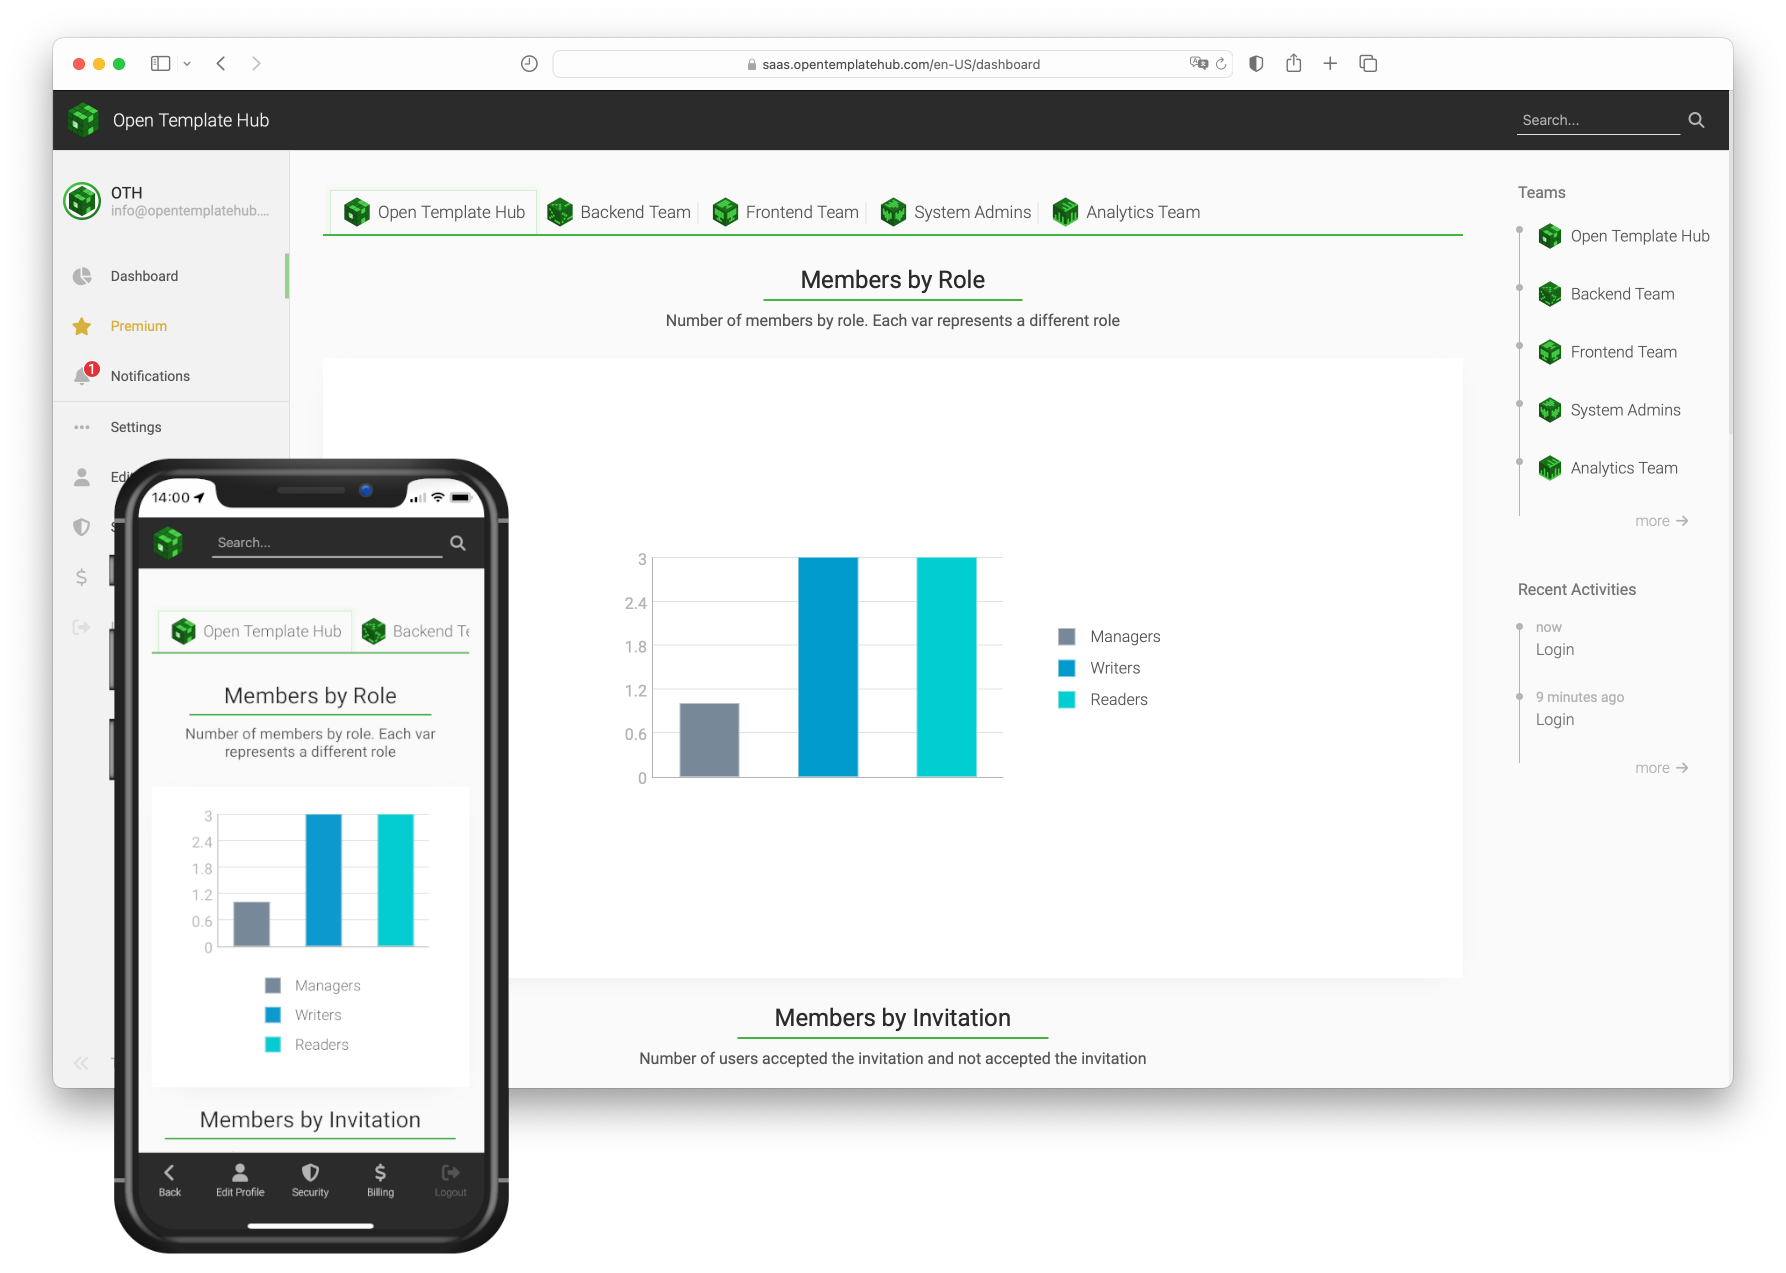 saas.opentemplatehub.com/en-US/dashboard
Open Template Hub
Search...
OTH
info@opentemplatehub....
Dashboard
Premium
1
Notifications
Settings
Open Template Hub
Backend Team
Frontend Team
System Admins
Analytics Team
Members by Role
Number of members by role. Each var represents a different role
3
2.4
1.8
1.2
0.6
0
Managers
Writers
Readers
Members by Invitation
Number of users accepted the invitation and not accepted the invitation
Teams
Open Template Hub
Backend Team
Frontend Team
System Admins
Analytics Team
more
Recent Activities
now
Login
9 minutes ago
Login
more
14:00
Search...
Open Template Hub
Backend Te
Members by Role
Number of members by role. Each var
represents a different role
3
2.4
1.8
1.2
0.6
0
Managers
Writers
Readers
Members by Invitation
Back
Edit Profile
Security
Billing
Logout